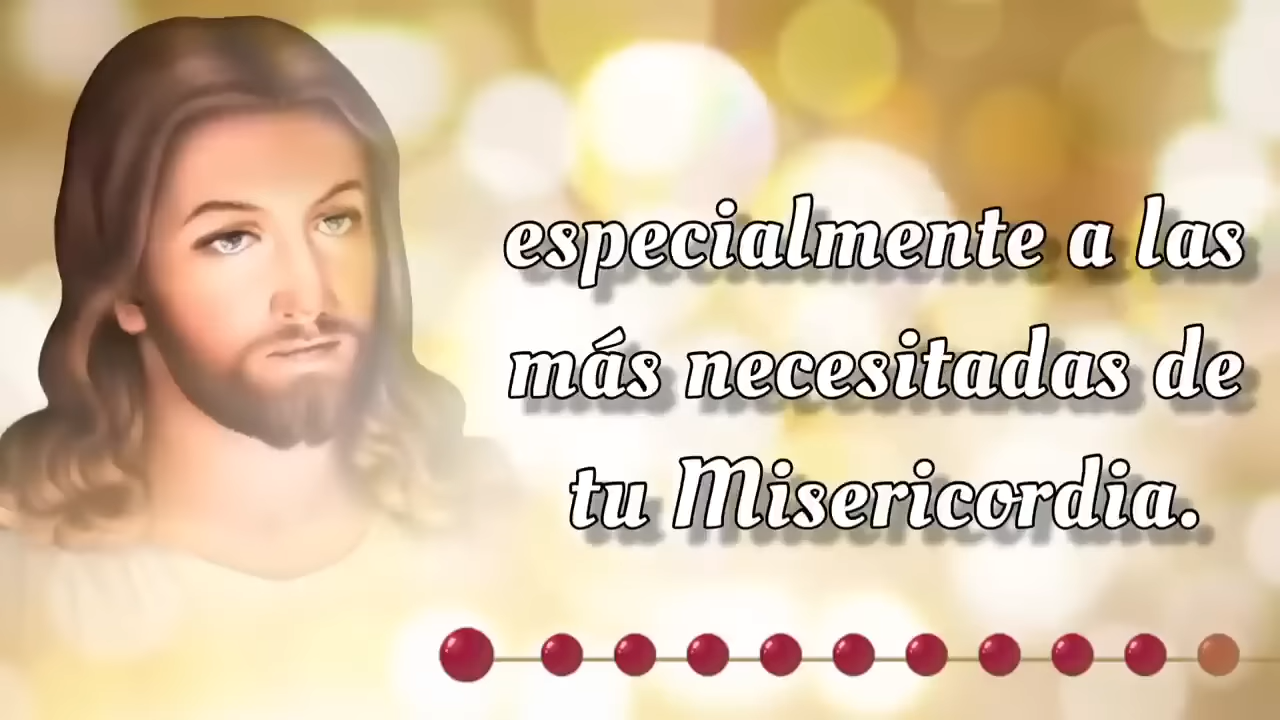 especialmente a las
más necesitadas de
tu Misericordia.